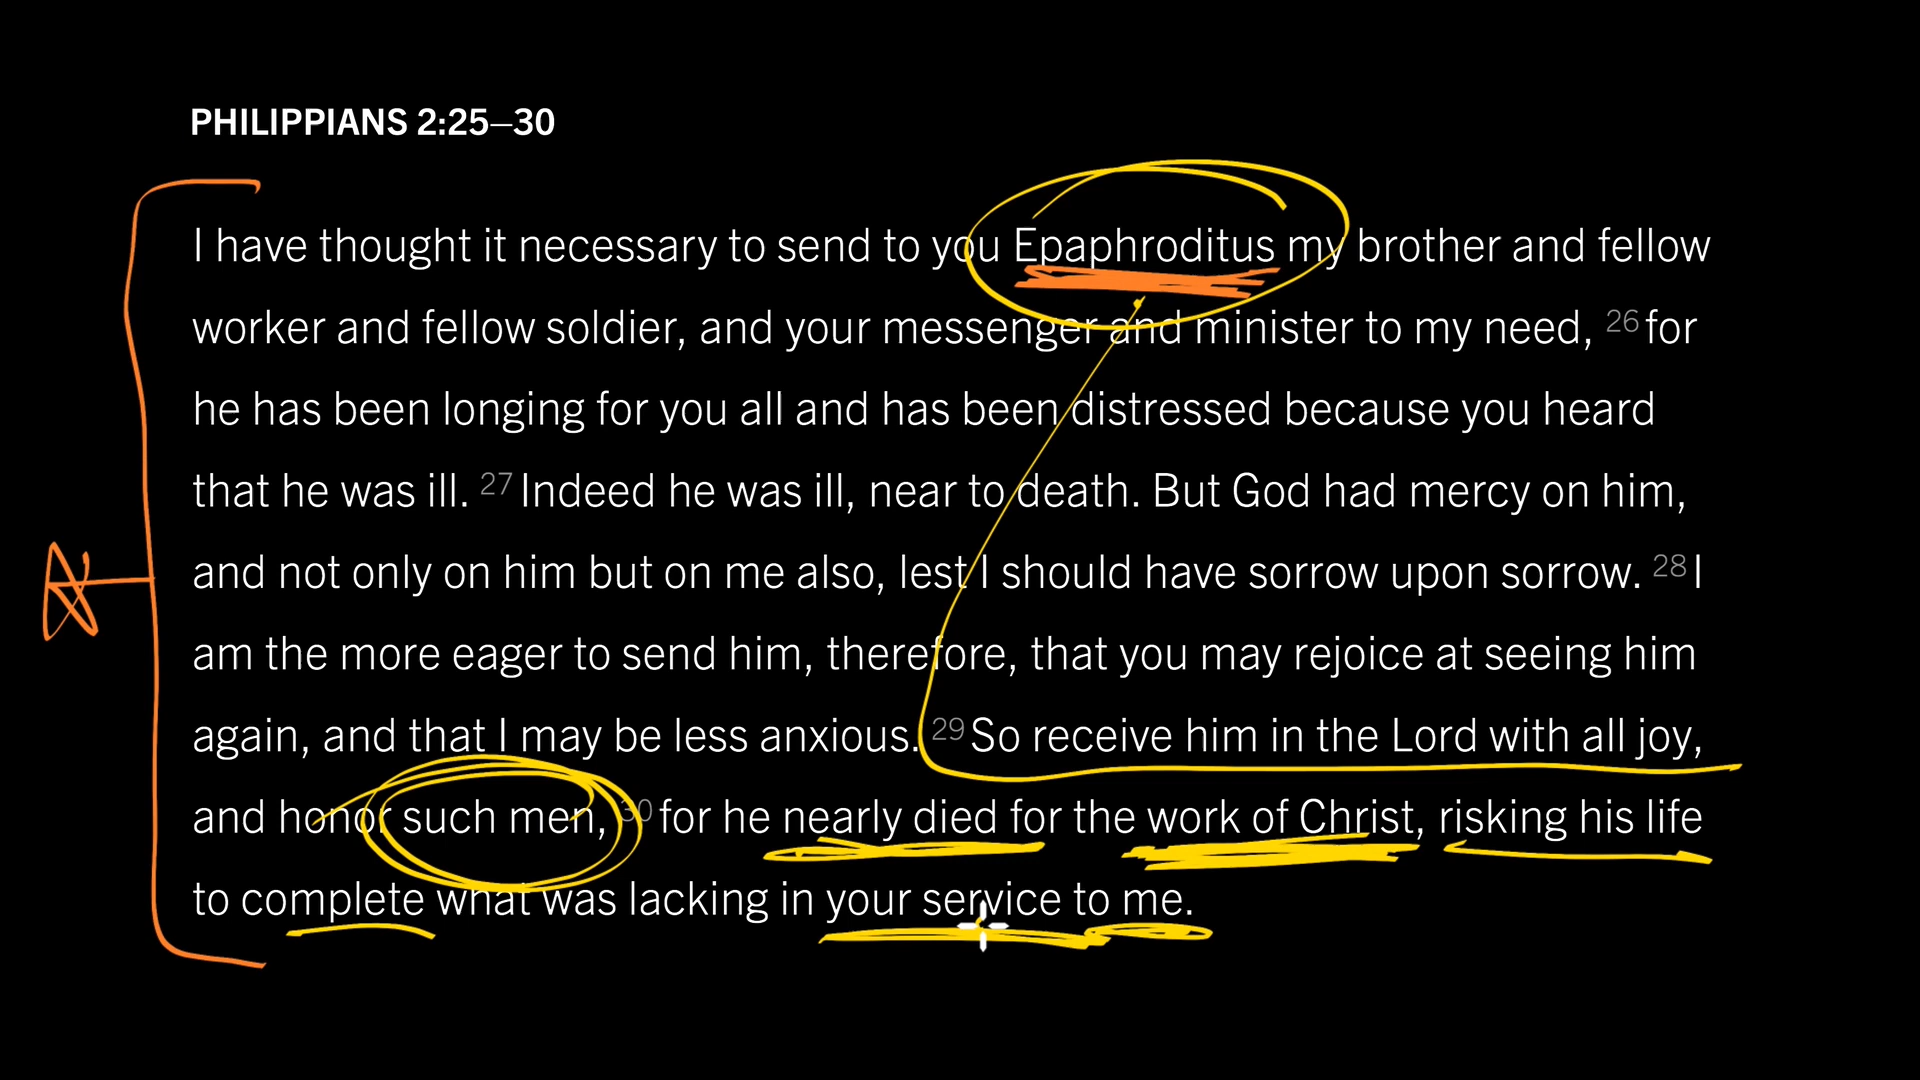 PHILIPPIANS 2:25–30
I have thought it necessary to send to you Epaphroditus my brother and fellow
worker and fellow soldier, and your messenger and minister to my need, 26 for
he has been longing for you all and has been distressed because you heard
that he was ill. 27 Indeed he was ill, near to death. But God had mercy on him,
and not only on him but on me also, lest I should have sorrow upon sorrow. 28 I
am the more eager to send him, therefore, that you may rejoice at seeing him
again, and that I may be less anxious. 29 So receive him in the Lord with all joy,
and honor such men, 30 for he nearly died for the work of Christ, risking his life
to complete what was lacking in your service to me.